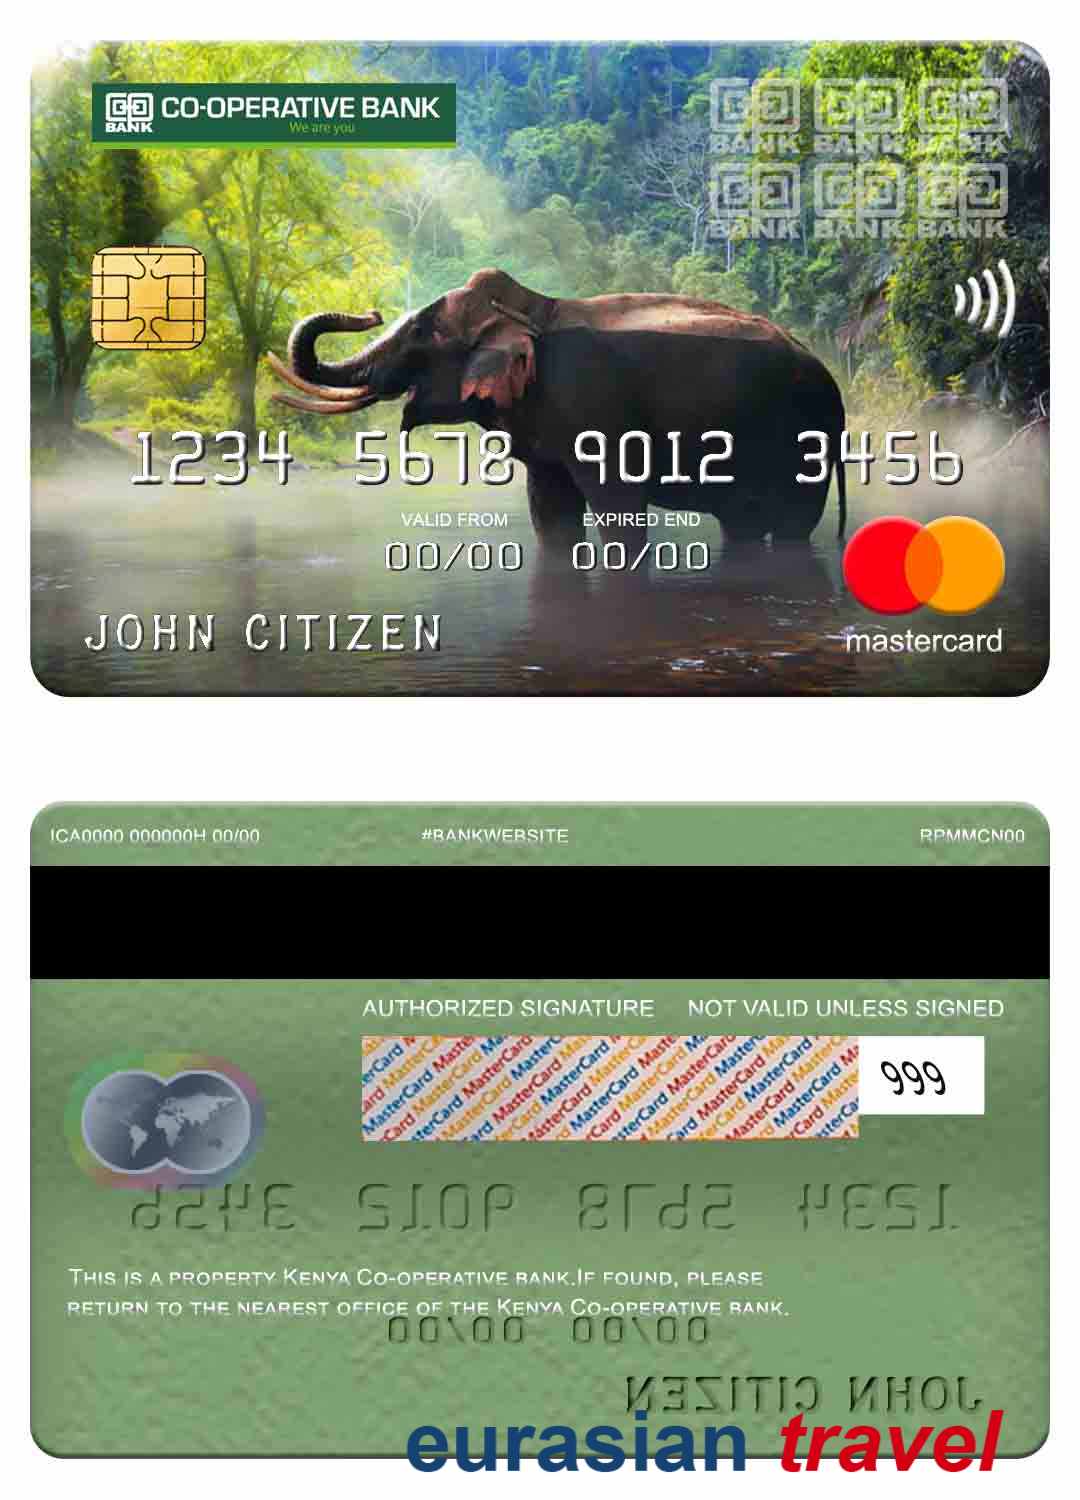 CO-OPERATIVE BANK
BANK
We are you
BANK BANK BANK
BANK BANK BANK
1234 5678 9012 3456
VALID FROM EXPIRED END
00/00 00/00
JOHN CITIZEN
mastercard
ICA0000 000000H 00/00 #BANKWEBSITE RPMMCN00
AUTHORIZED SIGNATURE NOT VALID UNLESS SIGNED
MasterCard MasterCard MasterCard MasterCard
999
1234 5678 9012 3456
THIS IS A PROPERTY KENYA CO-OPERATIVE BANK.IF FOUND, PLEASE
RETURN TO THE NEAREST OFFICE OF THE KENYA CO-OPERATIVE BANK.
00/00 00/00
JOHN CITIZEN
eurasian travel